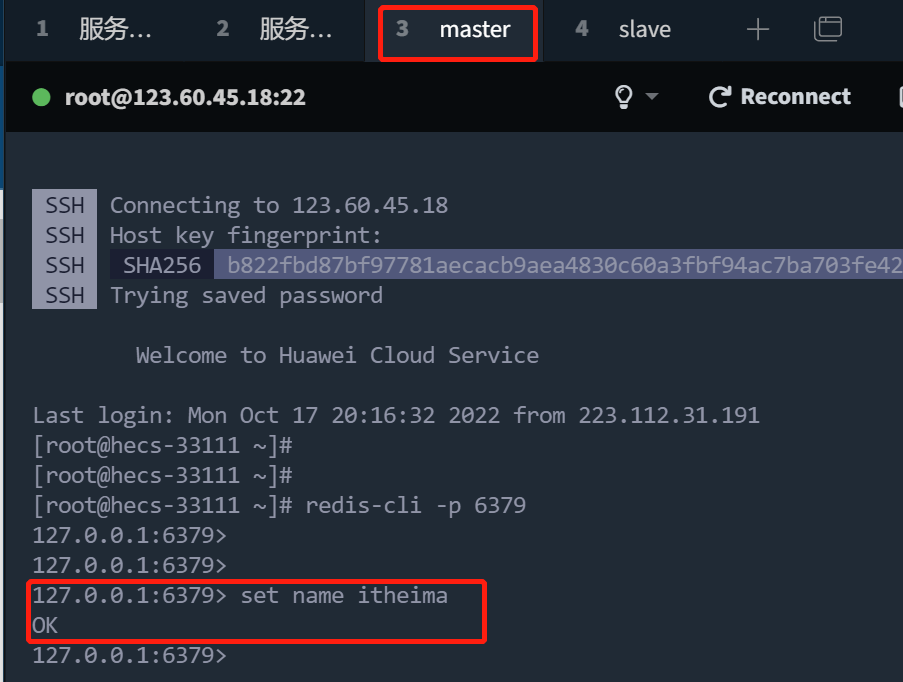 1 服务... 2 服务... 3 master 4 slave
root@123.60.45.18:22 Reconnect
SSH Connecting to 123.60.45.18
SSH Host key fingerprint:
SSH SHA256 b822fbd87bf97781aecacb9aea4830c60a3fbf94ac7ba703fe42
SSH Trying saved password
Welcome to Huawei Cloud Service
Last login: Mon Oct 17 20:16:32 2022 from 223.112.31.191
[root@hecs-33111 ~]#
[root@hecs-33111 ~]#
[root@hecs-33111 ~]# redis-cli -p 6379
127.0.0.1:6379>
127.0.0.1:6379>
127.0.0.1:6379> set name itheima
OK
127.0.0.1:6379>